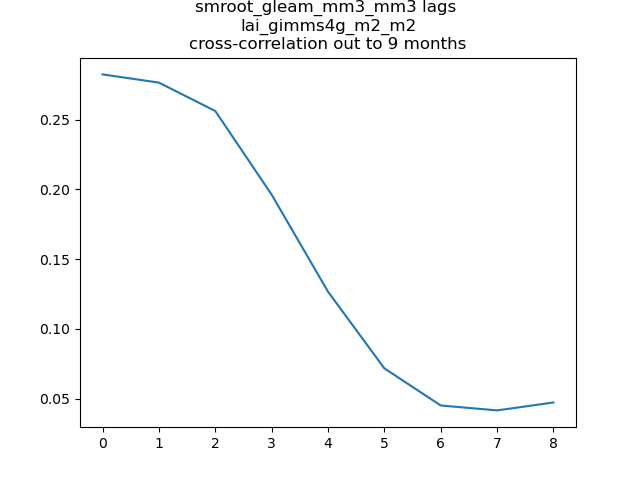 smroot_gleam_mm3_mm3 lags
lai_gimms4g_m2_m2
cross-correlation out to 9 months
0.25
0.20
0.15
0.10
0.05
0 1 2 3 4 5 6 7 8